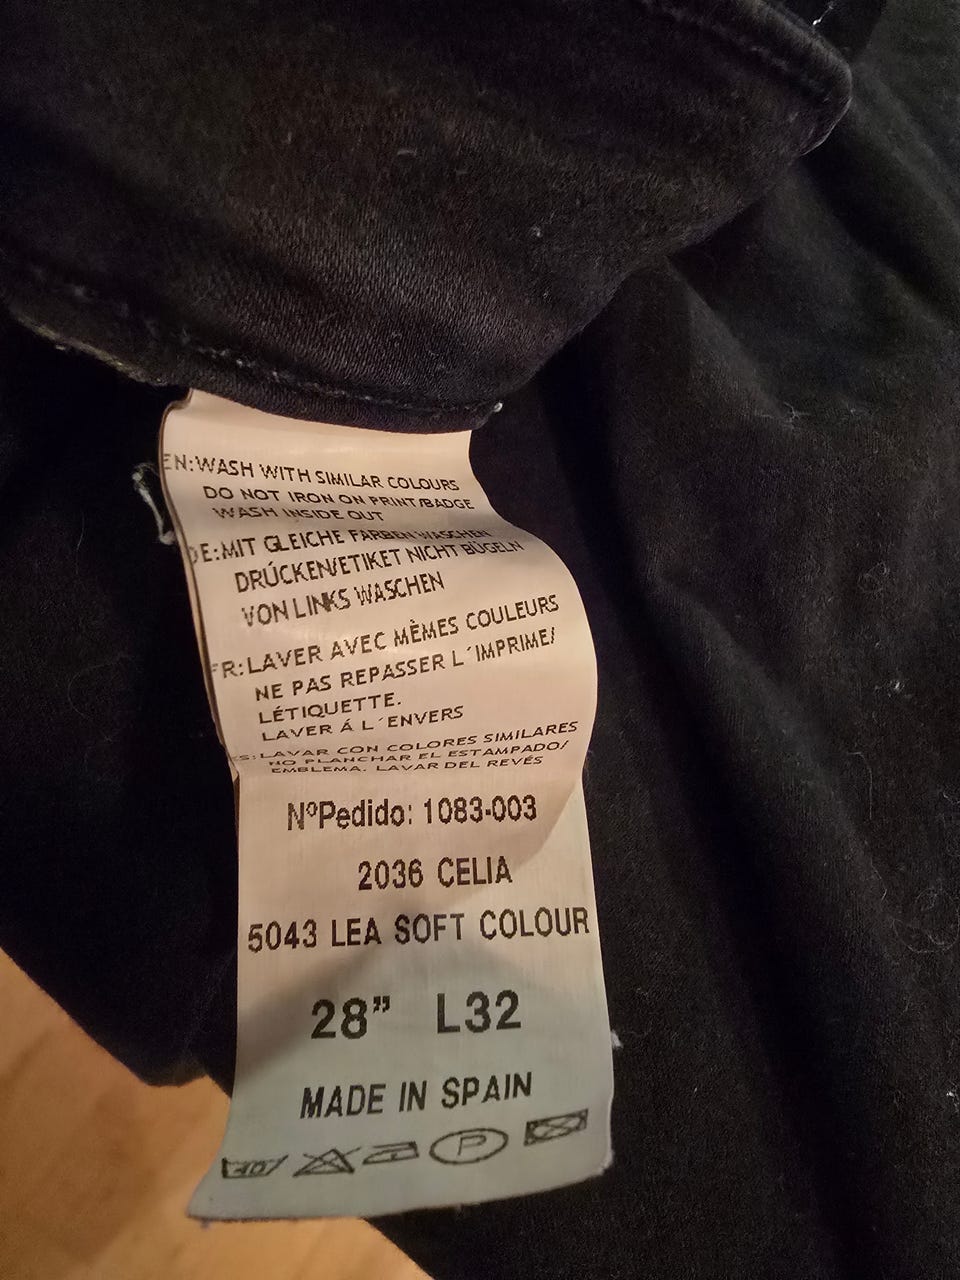 EN:WASH WITH SIMILAR COLOURS
DO NOT IRON ON PRINT/BADGE
WASH INSIDE OUT
DE:MIT GLEICHE FARBEN WASCHEN
DRÚCKEN/ETIKET NICHT BÜGELN
VON LINKS WASCHEN
FR:LAVER AVEC MÈMES COULEURS
NE PAS REPASSER L´IMPRIME/
LÉTIQUETTE.
LAVER Á L´ENVERS
ES:LAVAR CON COLORES SIMILARES
NO PLANCHAR EL ESTAMPADO/
EMBLEMA. LAVAR DEL REVÉS
NºPedido: 1083-003
2036 CELIA
5043 LEA SOFT COLOUR
28" L32
MADE IN SPAIN
30 P